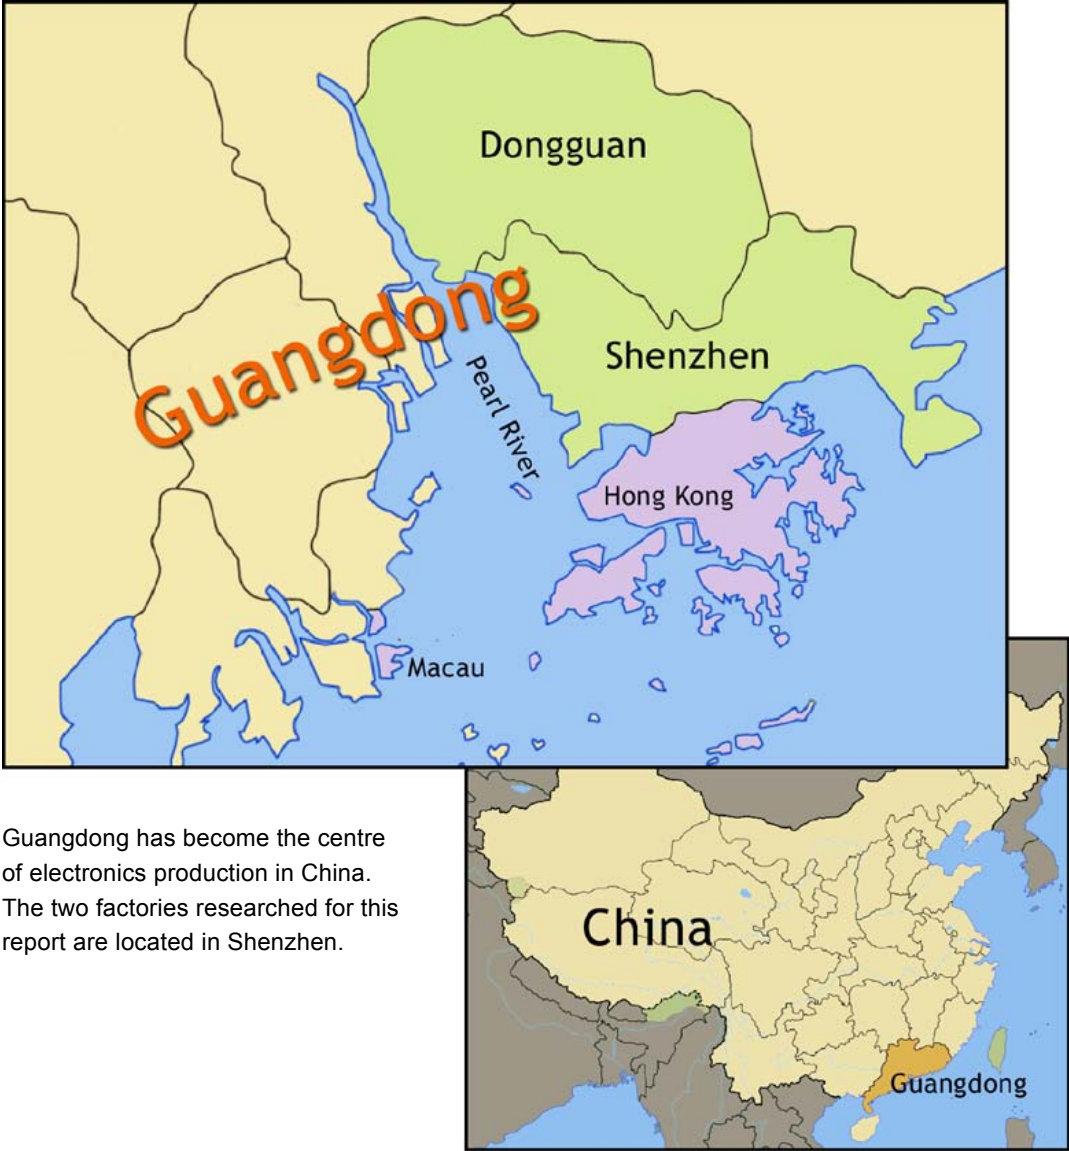 Dongguan
Guangdong
Shenzhen
Pearl River
Hong Kong
Macau
Guangdong has become the centre
of electronics production in China.
The two factories researched for this
report are located in Shenzhen.
China
Guangdong